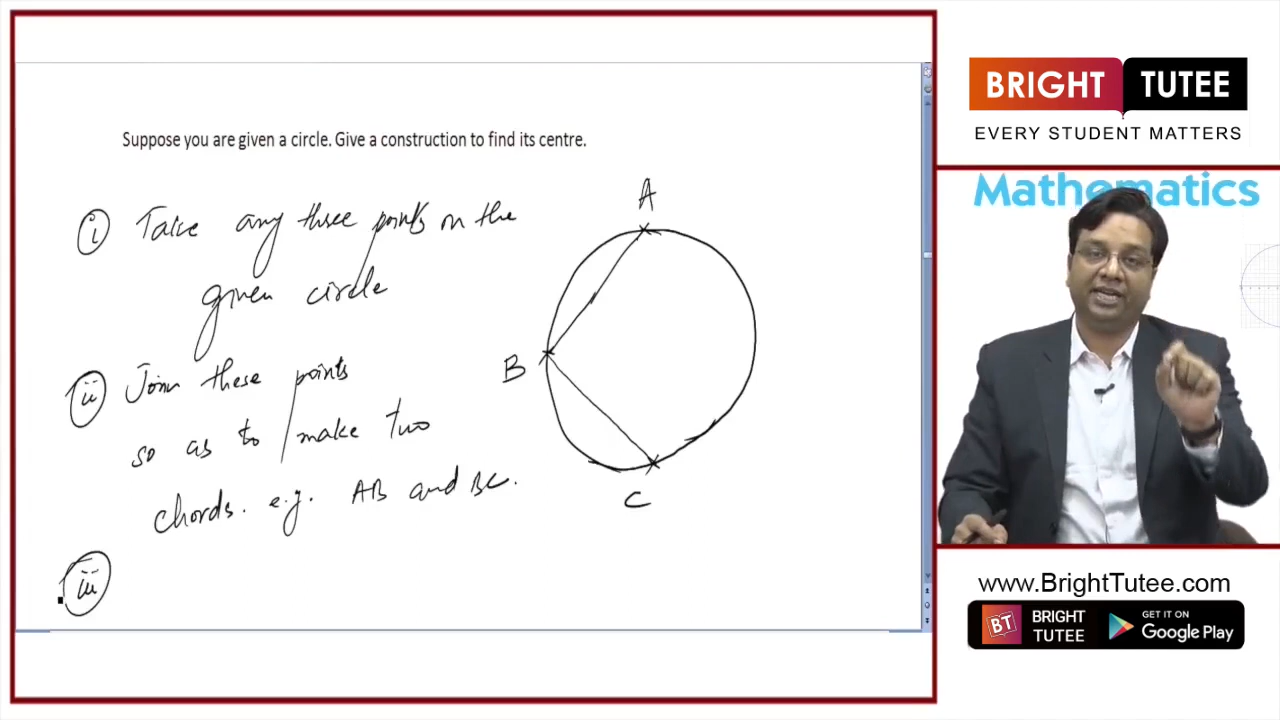 Suppose you are given a circle. Give a construction to find its centre.
(i) Take any three points on the
given circle
(ii) Join these points
so as to make two
chords. e.g. AB and BC.
(iii)
A
B
C
BRIGHT TUTEE
EVERY STUDENT MATTERS
Mathematics
www.BrightTutee.com
BT BRIGHT TUTEE
GET IT ON
Google Play